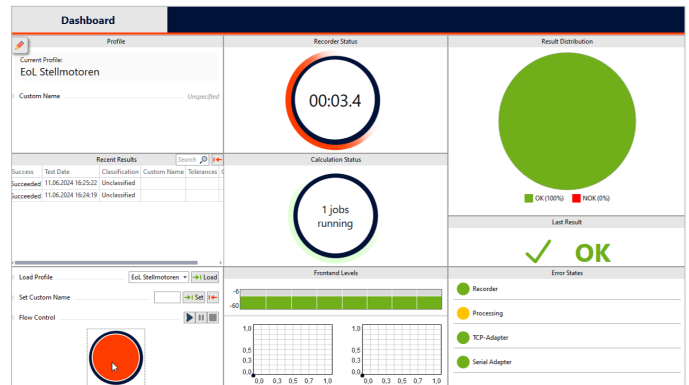 Dashboard
Profile
Current Profile:
EoL Stellmotoren
Custom Name
Unspecified
Recorder Status
00:03.4
Result Distribution
OK (100%) NOK (0%)
Recent Results
Search
Success Test Date Classification Custom Name Tolerances
Succeeded 11.06.2024 16:25:22 Unclassified
Succeeded 11.06.2024 16:24:19 Unclassified
Calculation Status
1 jobs
running
Last Result
OK
Load Profile EoL Stellmotoren Load
Set Custom Name Set
Flow Control
Frontend Levels
-6
-60
1,0
0,5
0,3
0,0
0,0 0,3 0,5 0,7 1,0
1,0
0,5
0,3
0,0
0,0 0,3 0,5 0,7 1,0
Error States
Recorder
Processing
TCP-Adapter
Serial Adapter